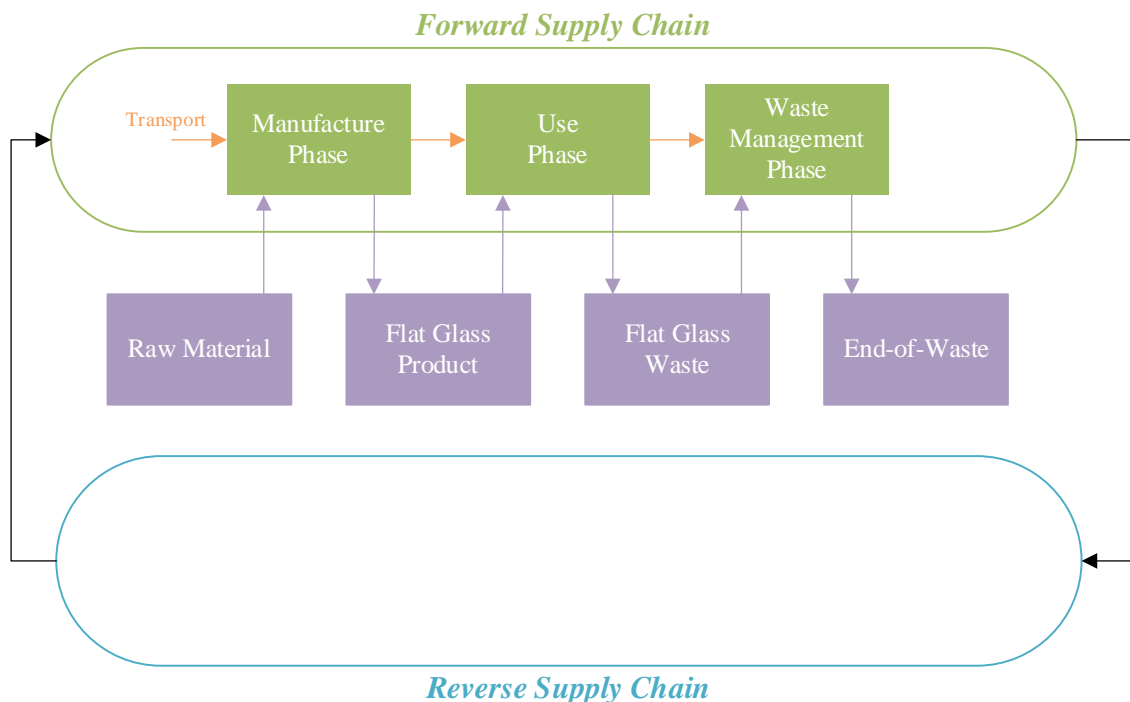 Forward Supply Chain
Transport
Manufacture
Phase
Use
Phase
Waste
Management
Phase
Raw Material
Flat Glass
Product
Flat Glass
Waste
End-of-Waste
Reverse Supply Chain